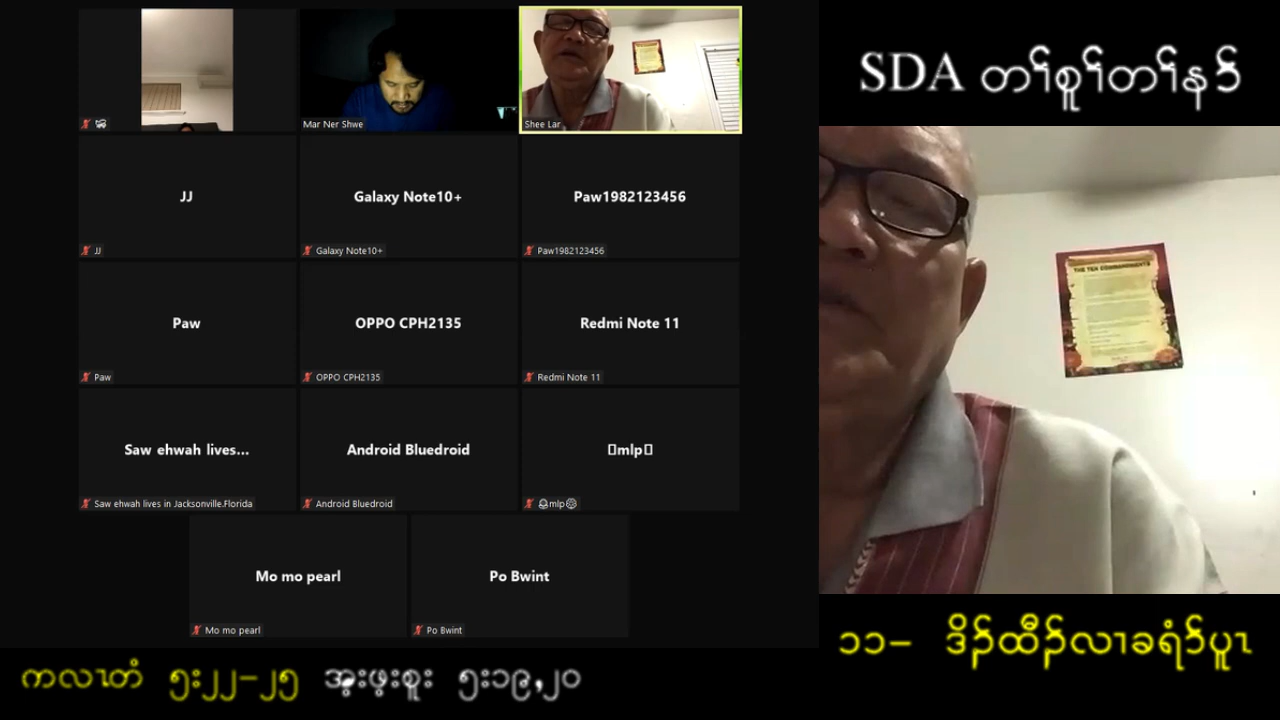 SDA တၢ်စူၢ်တၢ်နာ်
Mar Ner Shwe
Shee Lar
JJ
Galaxy Note10+
Paw1982123456
JJ
Galaxy Note10+
Paw1982123456
Paw
OPPO CPH2135
Redmi Note 11
Paw
OPPO CPH2135
Redmi Note 11
Saw ehwah lives...
Android Bluedroid
mlp
Saw ehwah lives in Jacksonville.Florida
Android Bluedroid
mlp
Mo mo pearl
Po Bwint
Mo mo pearl
Po Bwint
THE TEN COMMANDMENTS
၁၁– ဒိၣ်ထီၣ်လၢခရံာ်ပူၤ
ကလၤတံ ၅း၂၂–၂၅ အ့းဖ့းစူး ၅း၁၉,၂၀